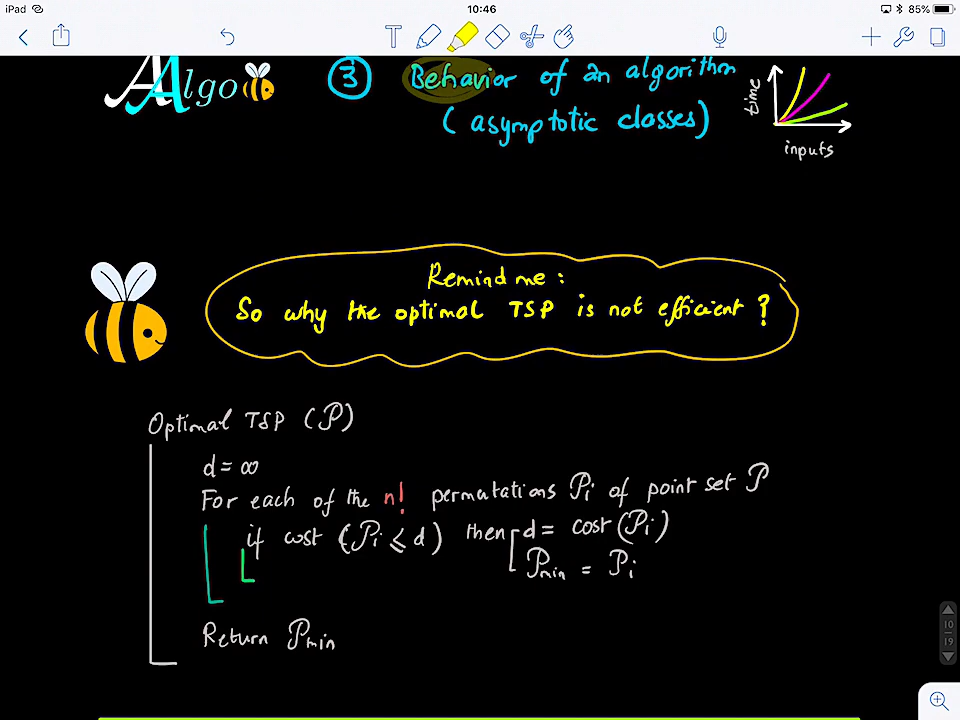 iPad 10:46 85%
T
Algo
③ Behavior of an algorithm
(asymptotic classes)
time
inputs
Remind me:
So why the optimal TSP is not efficient?
Optimal TSP (P)
d = ∞
For each of the n! permutations Pi of point set P
if cost (Pi ≤ d) then d = cost (Pi)
Pmin = Pi
Return Pmin
10
19